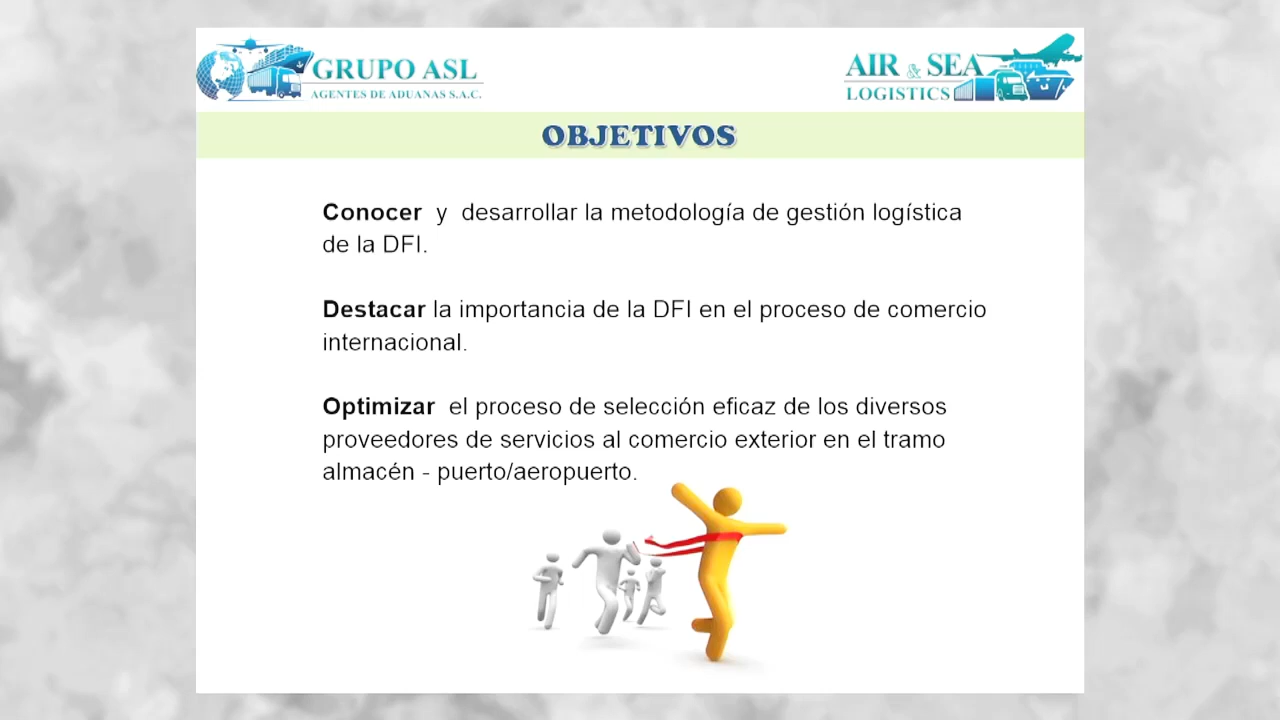 GRUPO ASL
AGENTES DE ADUANAS S.A.C.
AIR & SEA
LOGISTICS
OBJETIVOS
Conocer y desarrollar la metodología de gestión logística
de la DFI.
Destacar la importancia de la DFI en el proceso de comercio
internacional.
Optimizar el proceso de selección eficaz de los diversos
proveedores de servicios al comercio exterior en el tramo
almacén - puerto/aeropuerto.